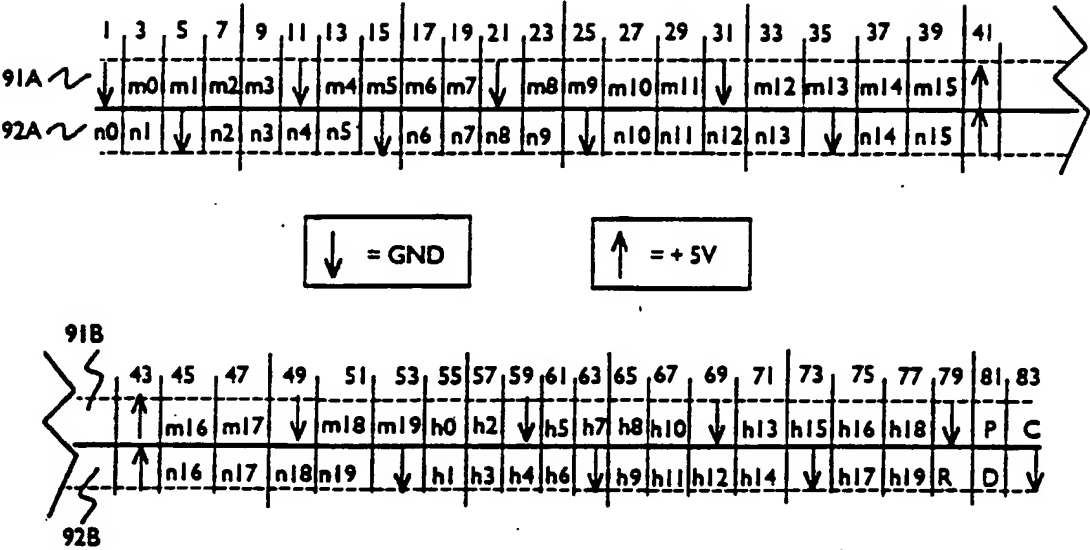 1 3 5 7 9 11 13 15 17 19 21 23 25 27 29 31 33 35 37 39 41
91A m0 m1 m2 m3 m4 m5 m6 m7 m8 m9 m10 m11 m12 m13 m14 m15
92A n0 n1 n2 n3 n4 n5 n6 n7 n8 n9 n10 n11 n12 n13 n14 n15
↓ = GND ↑ = + 5V
91B
43 45 47 49 51 53 55 57 59 61 63 65 67 69 71 73 75 77 79 81 83
m16 m17 m18 m19 h0 h2 h5 h7 h8 h10 h13 h15 h16 h18 P C
n16 n17 n18 n19 h1 h3 h4 h6 h9 h11 h12 h14 h17 h19 R D
92B